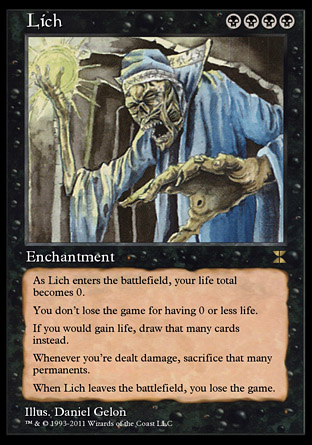 Lich
Enchantment
As Lich enters the battlefield, your life total
becomes 0.
You don't lose the game for having 0 or less life.
If you would gain life, draw that many cards
instead.
Whenever you're dealt damage, sacrifice that many
permanents.
When Lich leaves the battlefield, you lose the game.
Illus. Daniel Gelon
™ & © 1993-2011 Wizards of the Coast LLC